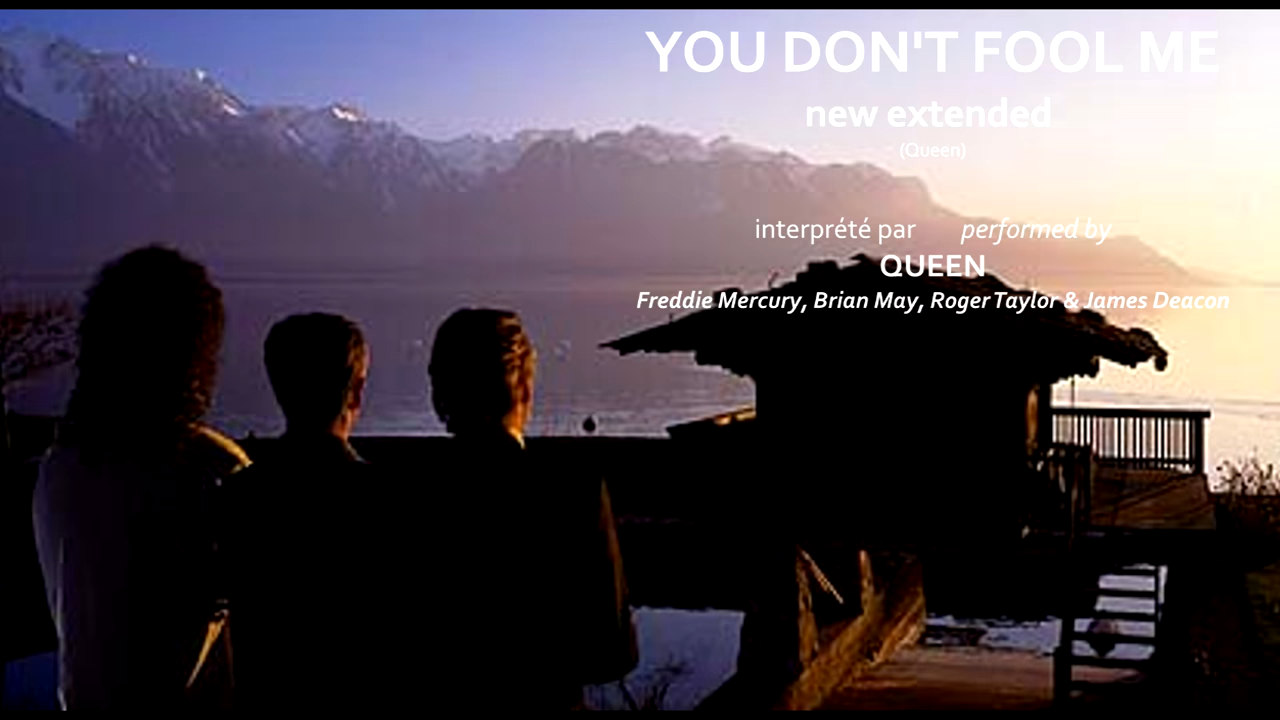 YOU DON'T FOOL ME
new extended
(Queen)
interprété par performed by
QUEEN
Freddie Mercury, Brian May, Roger Taylor & James Deacon